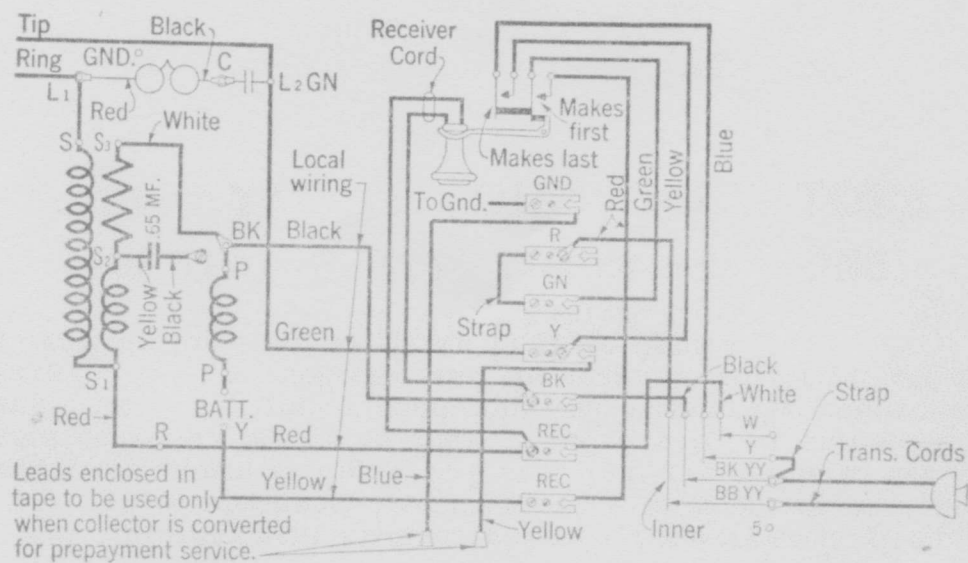 Tip
Black
Receiver
Cord
Ring
GND.°
C
L1
L2 GN
Red
Makes
first
White
Makes last
S
S3
Local
wiring
GND
To Gnd.
Red
Green
Yellow
Blue
.65 MF.
BK
Black
R
S2
P
GN
Yellow
Black
Strap
Green
Y
S1
P
BK
Black
White
Strap
Red
BATT.
W
R
Y
Red
REC
Y
Trans. Cords
BK YY
Leads enclosed in
tape to be used only
when collector is converted
for prepayment service.
Yellow
Blue
REC
BB YY
Yellow
Inner
5°